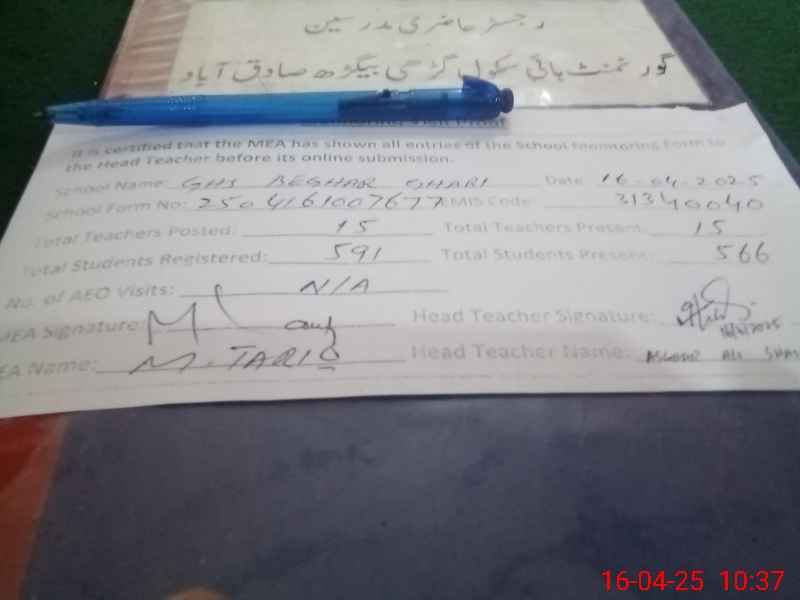 رجسٹر حاضری مدرسین
گورنمنٹ ہائی سکول گڑھی بیگڑھ صادق آباد
It is certified that the MEA has shown all entries of the School Monitoring Form to
the Head Teacher before its online submission.
School Name: GHS BEGHAR GHARI Date 16-04-2025
School Form No: 2504161007677 EMIS Code: 31340040
Total Teachers Posted: 15 Total Teachers Present: 15
Total Students Registered: 591 Total Students Present: 566
No. of AEO Visits: N/A
MEA Signature: Head Teacher Signature:
EA Name: M. TARIQ Head Teacher Name: ALI
16-04-25 10:37